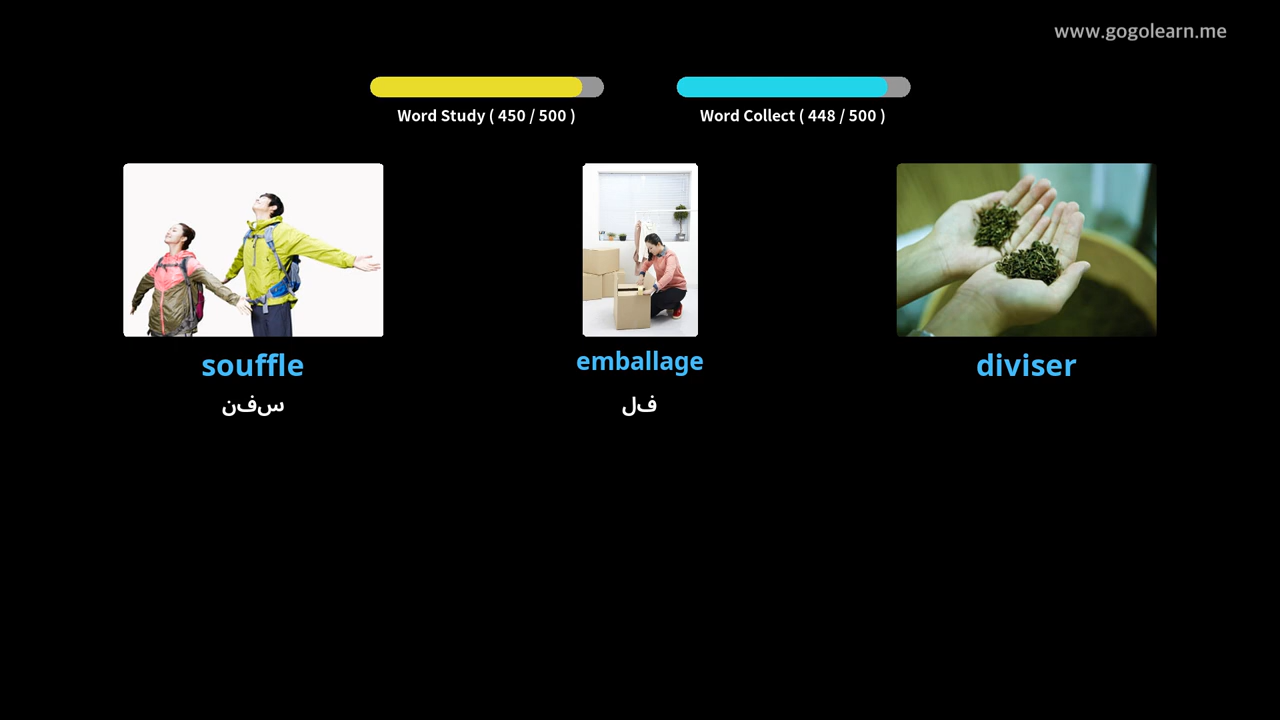 www.gogolearn.me
Word Study ( 450 / 500 )
Word Collect ( 448 / 500 )
souffle
emballage
diviser
سفن
فل